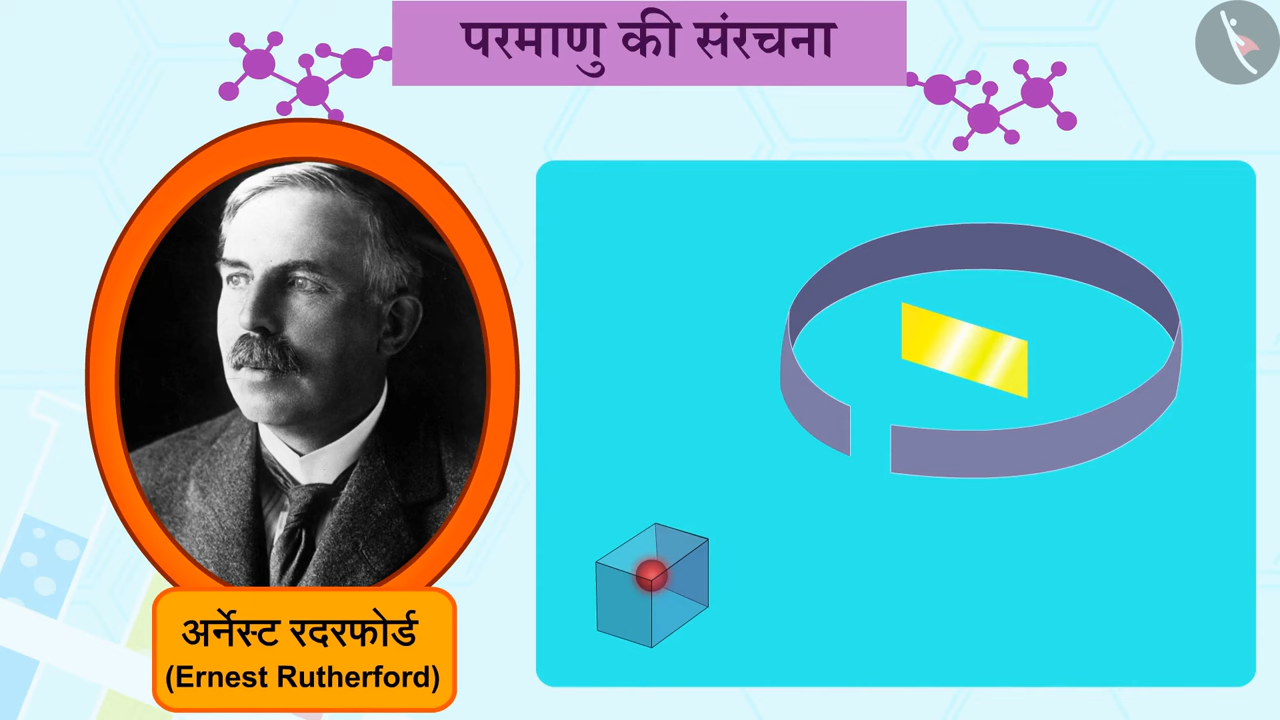 परमाणु की संरचना
अर्नेस्ट रदरफोर्ड
(Ernest Rutherford)